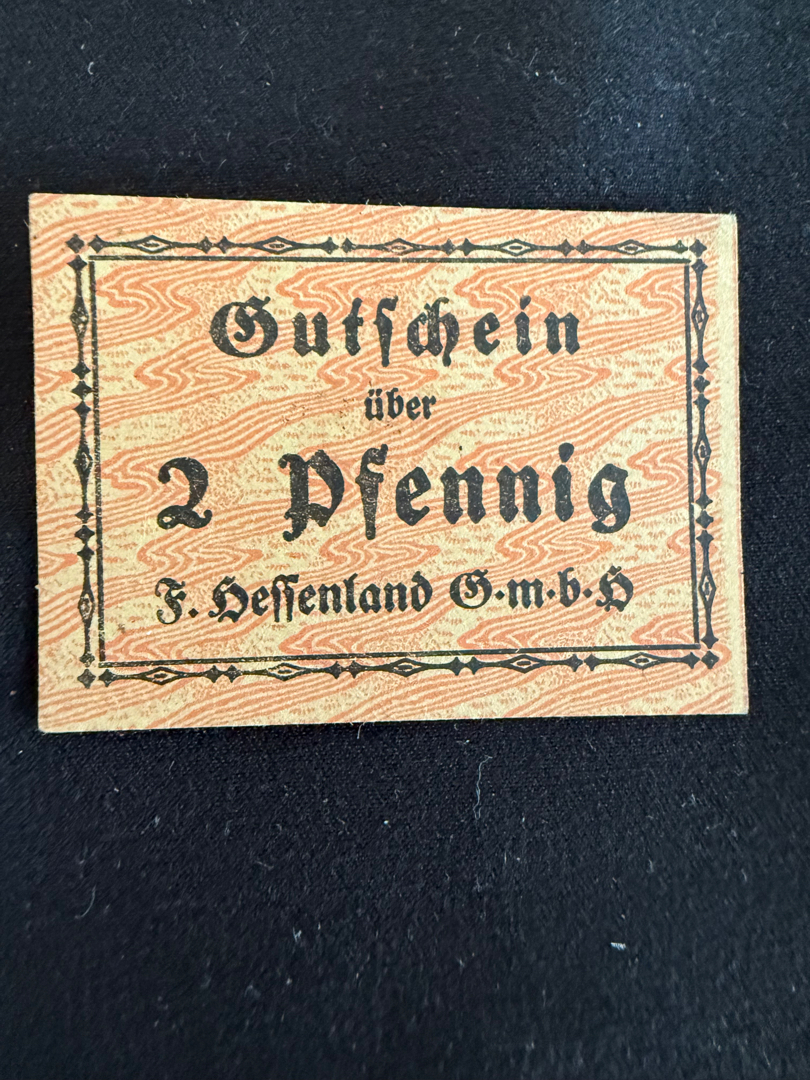 Gutschein
über
2 Pfennig
F. Hessenland G·m·b·H